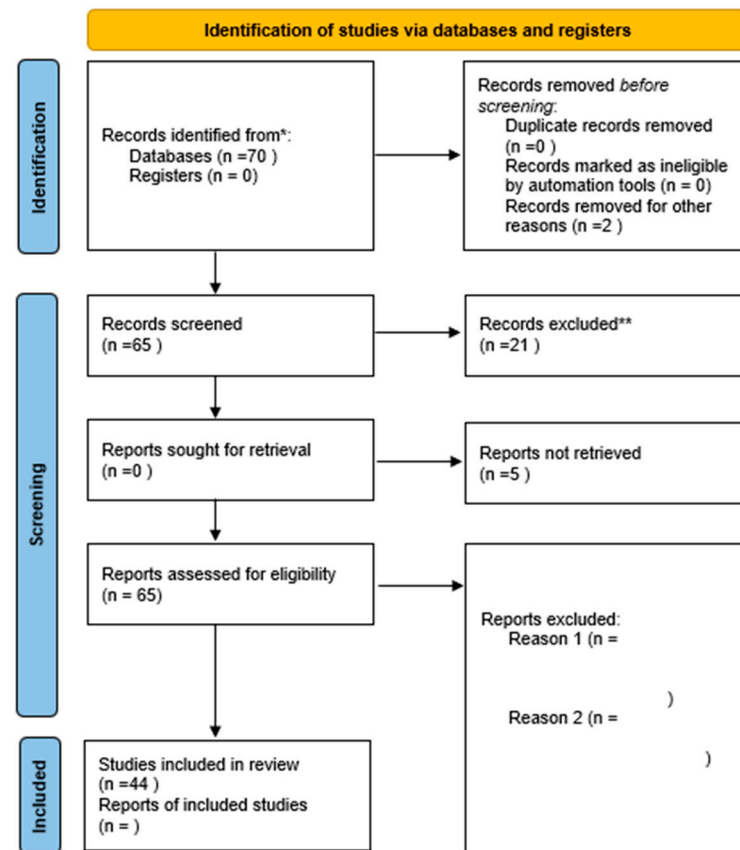 Identification of studies via databases and registers
Identification
Records identified from*:
Databases (n =70 )
Registers (n = 0)
Records removed before
screening:
Duplicate records removed
(n =0 )
Records marked as ineligible
by automation tools (n = 0)
Records removed for other
reasons (n =2 )
Screening
Records screened
(n =65 )
Records excluded**
(n =21 )
Reports sought for retrieval
(n =0 )
Reports not retrieved
(n =5 )
Reports assessed for eligibility
(n = 65)
Reports excluded:
Reason 1 (n =
)
Reason 2 (n =
)
Included
Studies included in review
(n =44 )
Reports of included studies
(n = )